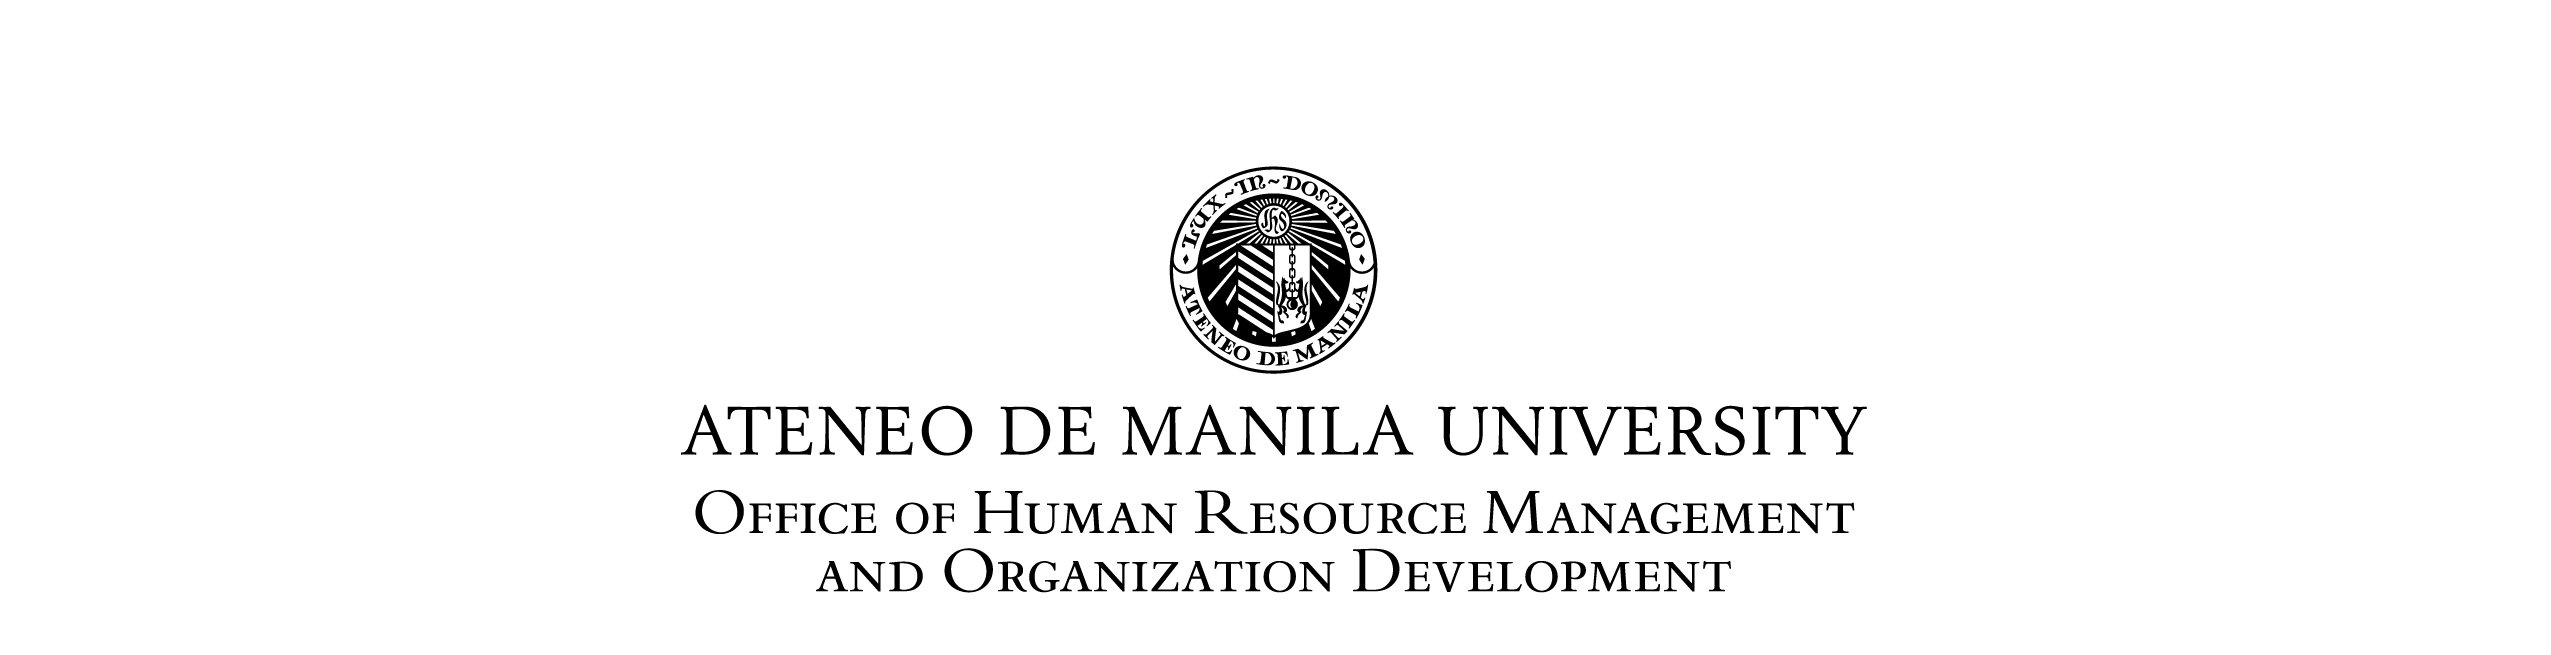 LUX~IN~DOMINO
IHS
ATENEO DE MANILA
ATENEO DE MANILA UNIVERSITY
OFFICE OF HUMAN RESOURCE MANAGEMENT
AND ORGANIZATION DEVELOPMENT